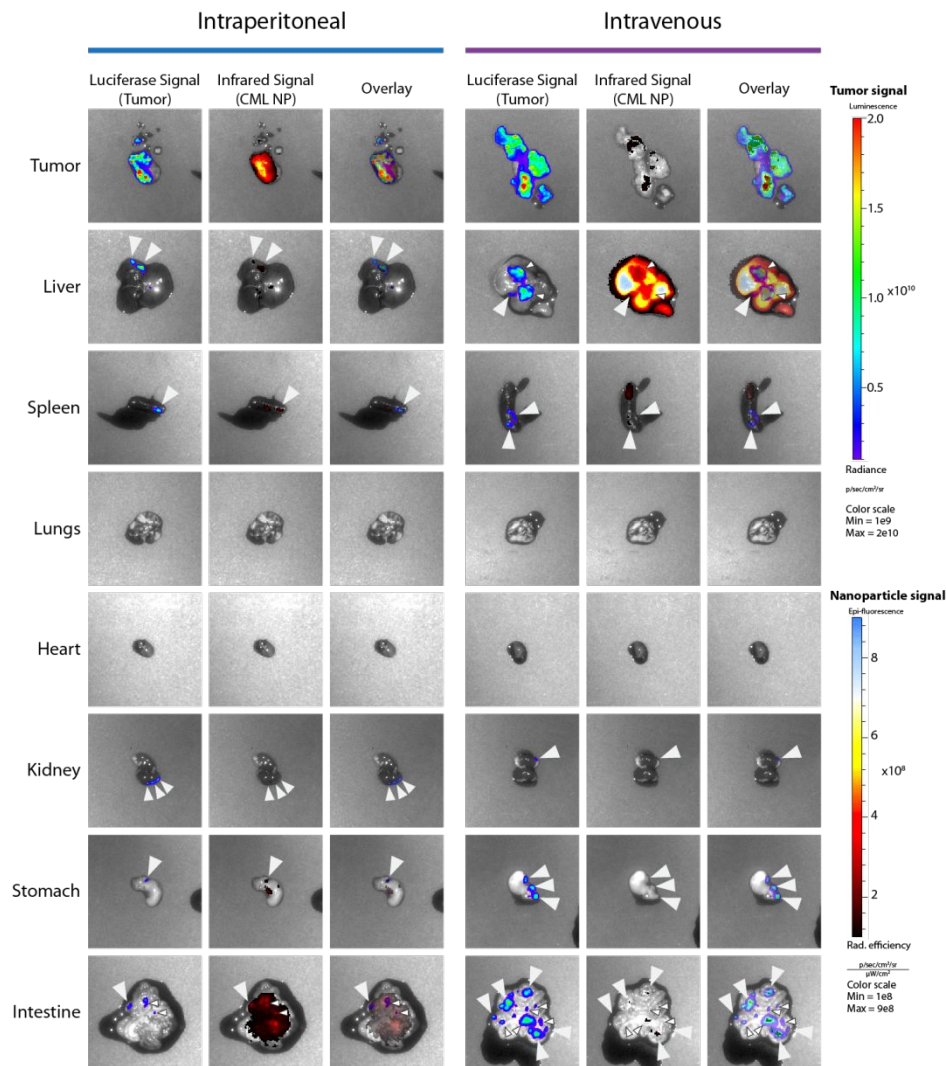 Intraperitoneal
Intravenous
Luciferase Signal
(Tumor)
Infrared Signal
(CML NP)
Overlay
Luciferase Signal
(Tumor)
Infrared Signal
(CML NP)
Overlay
Tumor signal
Luminescence
2.0
1.5
1.0
x10¹⁰
0.5
Radiance
p/sec/cm²/sr
Color scale
Min = 1e9
Max = 2e10
Tumor
Liver
Spleen
Lungs
Heart
Kidney
Stomach
Intestine
Nanoparticle signal
Epi-fluorescence
8
6
x10⁸
4
2
Rad. efficiency
p/sec/cm²/sr
µW/cm²
Color scale
Min = 1e8
Max = 9e8